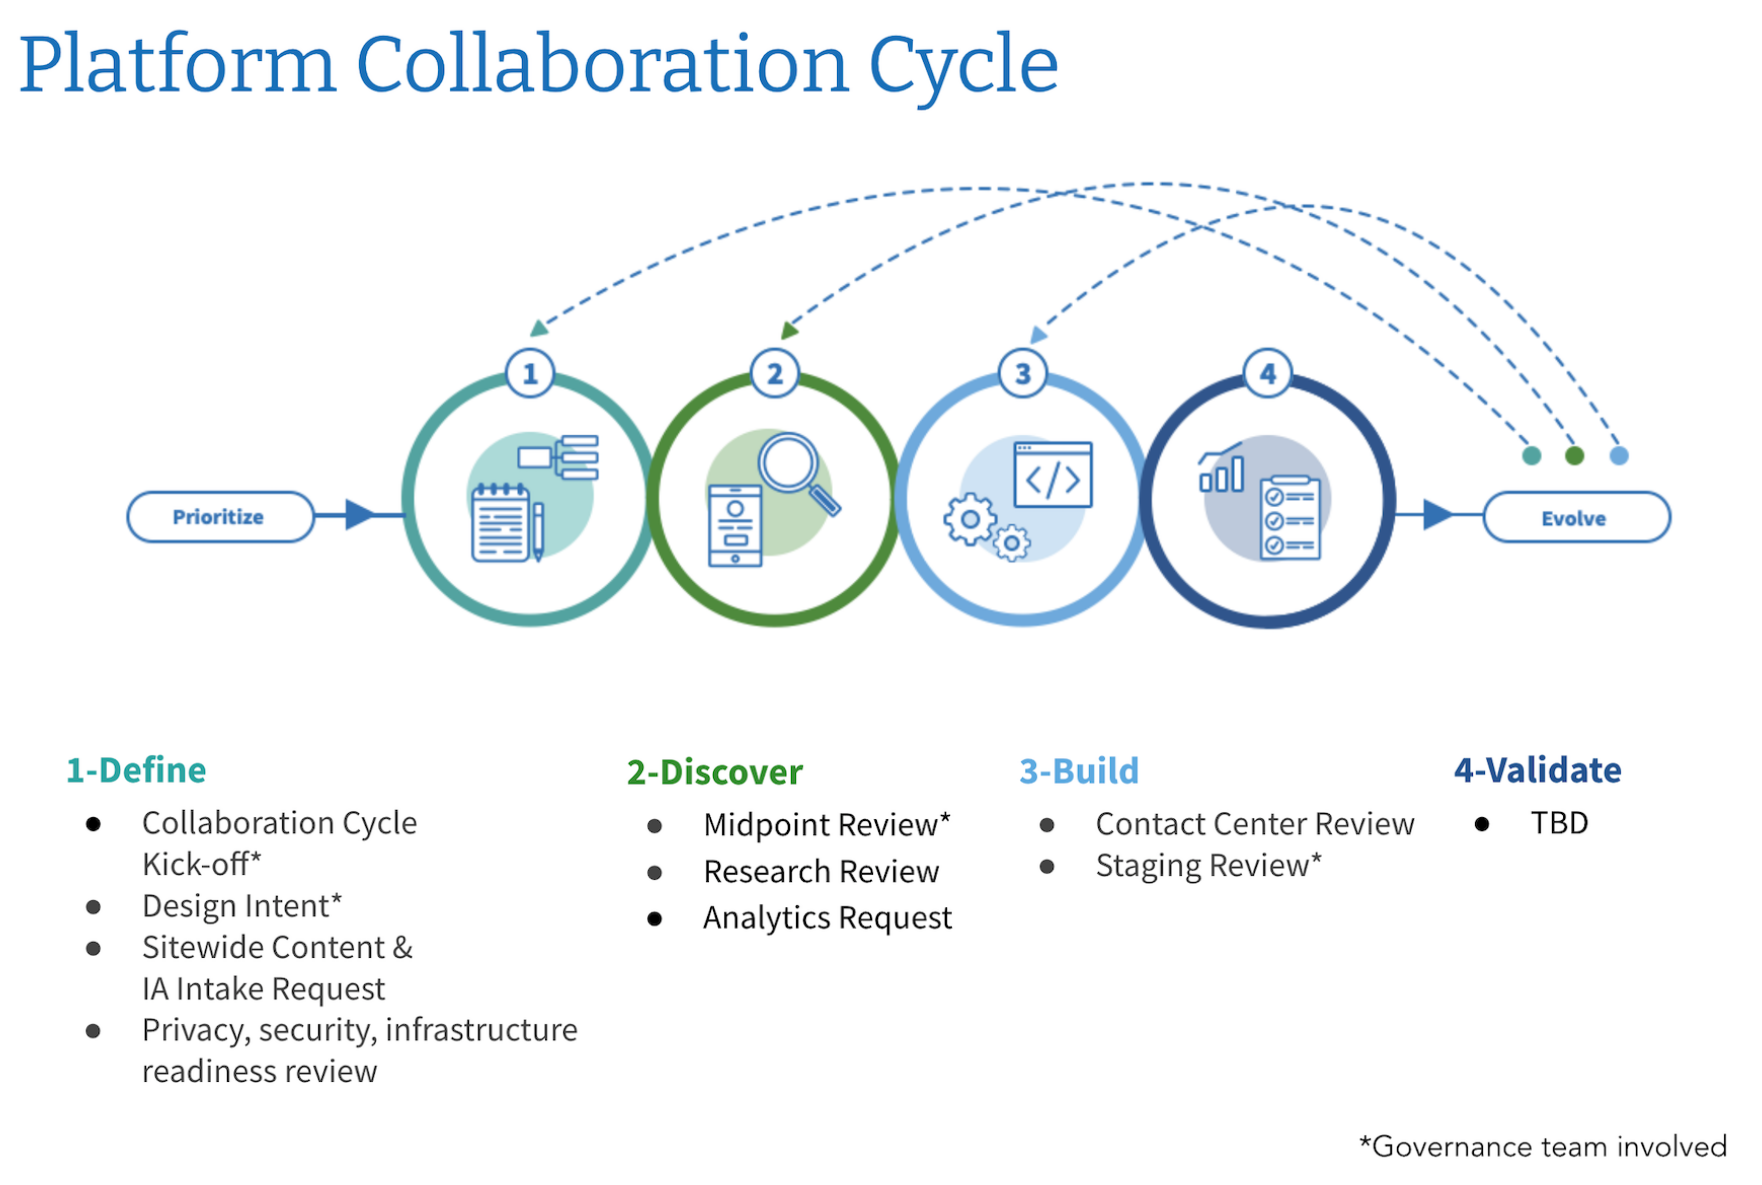 Platform Collaboration Cycle
1
2
3
4
</>
Prioritize
Evolve
1-Define
● Collaboration Cycle
Kick-off*
● Design Intent*
● Sitewide Content &
IA Intake Request
● Privacy, security, infrastructure
readiness review
2-Discover
● Midpoint Review*
● Research Review
● Analytics Request
3-Build
● Contact Center Review
● Staging Review*
4-Validate
● TBD
*Governance team involved